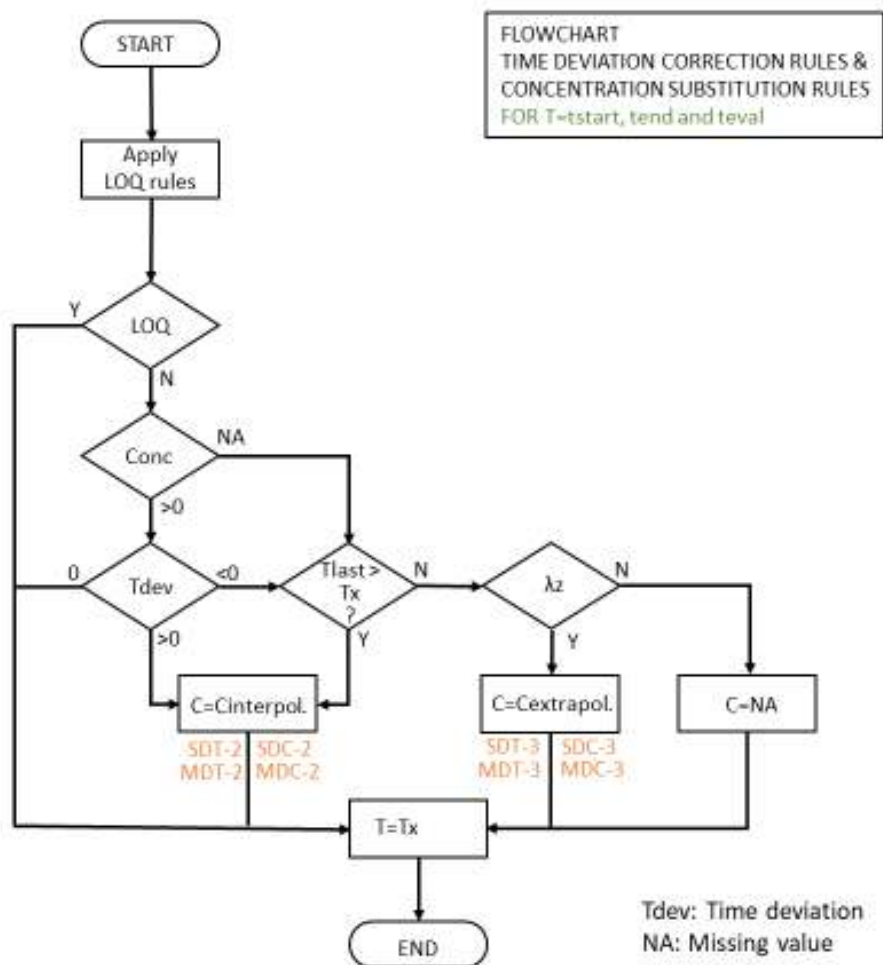 START
FLOWCHART
TIME DEVIATION CORRECTION RULES &
CONCENTRATION SUBSTITUTION RULES
FOR T=tstart, tend and teval
Apply
LOQ rules
Y
LOQ
N
Conc
NA
>0
0
Tdev
<0
Tlast >
Tx
?
N
λz
N
>0
Y
Y
C=Cinterpol.
C=Cextrapol.
C=NA
SDT-2 SDC-2
MDT-2 MDC-2
SDT-3 SDC-3
MDT-3 MDC-3
T=Tx
END
Tdev: Time deviation
NA: Missing value